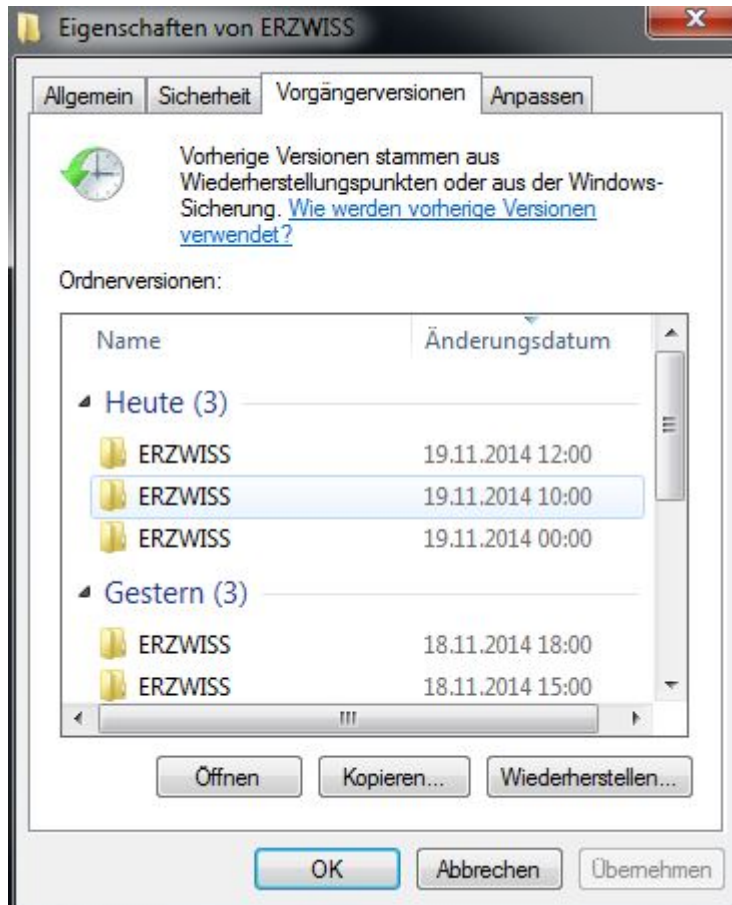 Eigenschaften von ERZWISS
Allgemein Sicherheit Vorgängerversionen Anpassen
Vorherige Versionen stammen aus
Wiederherstellungspunkten oder aus der Windows-
Sicherung. Wie werden vorherige Versionen
verwendet?
Ordnerversionen:
Name Änderungsdatum
Heute (3)
ERZWISS 19.11.2014 12:00
ERZWISS 19.11.2014 10:00
ERZWISS 19.11.2014 00:00
Gestern (3)
ERZWISS 18.11.2014 18:00
ERZWISS 18.11.2014 15:00
Öffnen Kopieren... Wiederherstellen...
OK Abbrechen Übernehmen